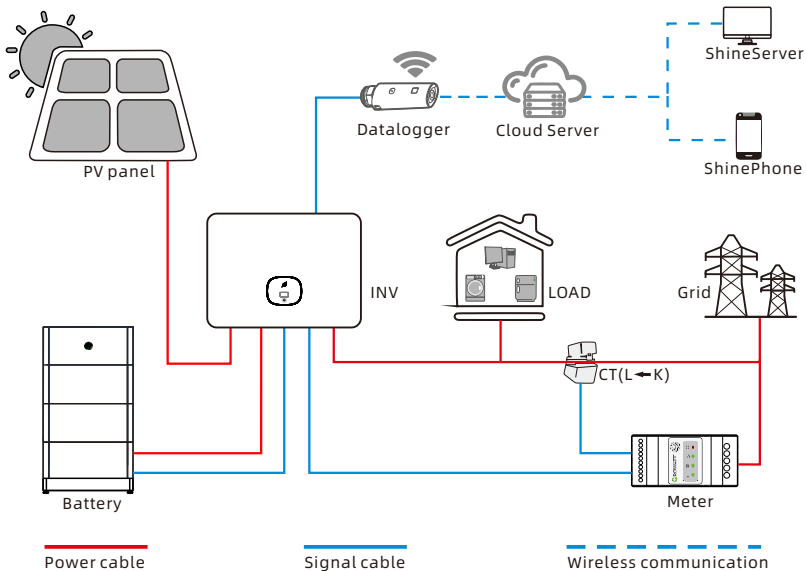 ShineServer
Datalogger
Cloud Server
PV panel
ShinePhone
INV
LOAD
Grid
CT(L←K)
GROWATT
Battery
Meter
Power cable
Signal cable
Wireless communication